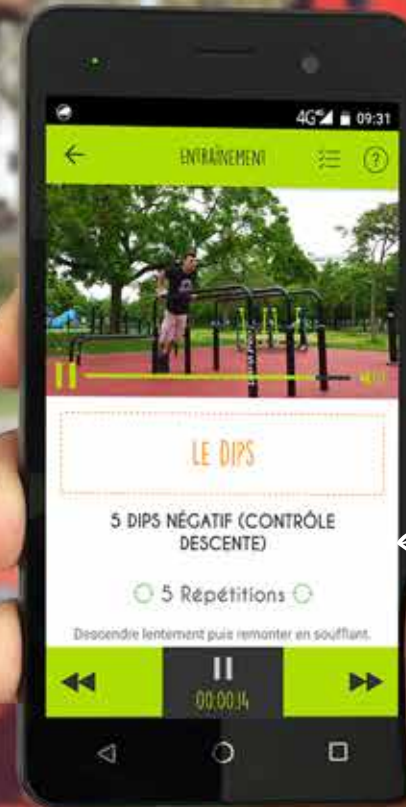 4G 09:31
ENTRAÎNEMENT
?
LE DIPS
5 DIPS NÉGATIF (CONTRÔLE
DESCENTE)
5 Répétitions
Descendre lentement puis remonter en soufflant.
00:00:14